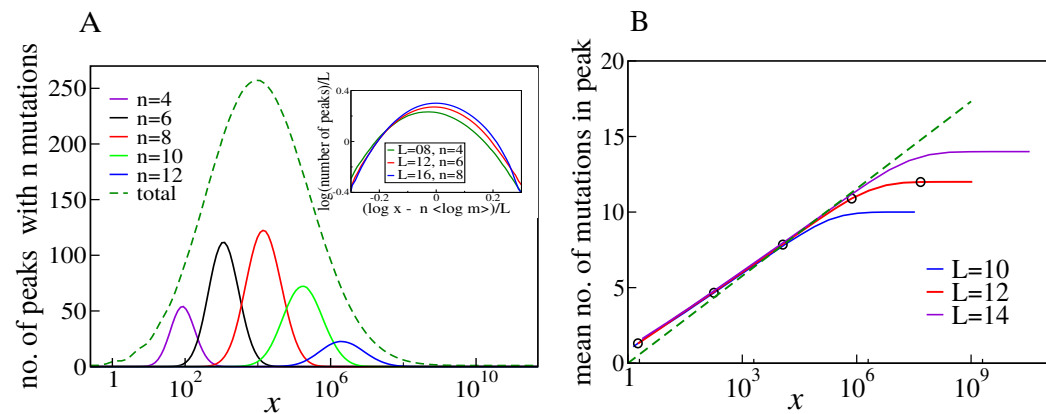 A
no. of peaks with n mutations
250
200
150
100
50
0
n=4
n=6
n=8
n=10
n=12
total
1
10²
10⁶
10¹⁰
x
log(number of peaks)/L
0.4
0
-0.4
L=08, n=4
L=12, n=6
L=16, n=8
-0.2
0
0.2
(log x - n <log m>)/L
B
mean no. of mutations in peak
20
15
10
5
0
L=10
L=12
L=14
1
10³
10⁶
10⁹
x